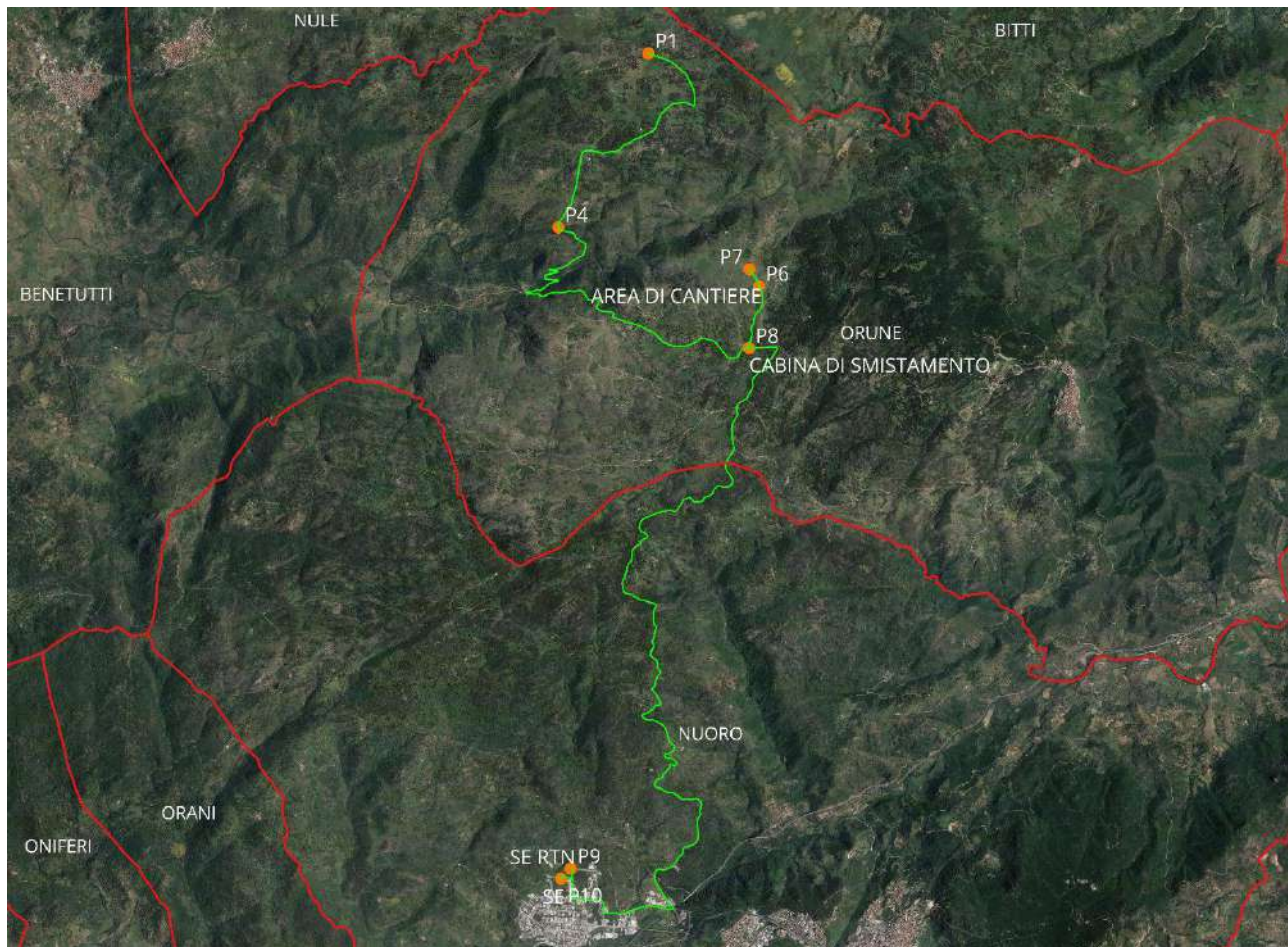 NULE
BITTI
P1
P4
P7
P6
BENETUTTI
AREA DI CANTIERE
P8
ORUNE
CABINA DI SMISTAMENTO
NUORO
ORANI
ONIFERI
SE RTN P9
SE P10